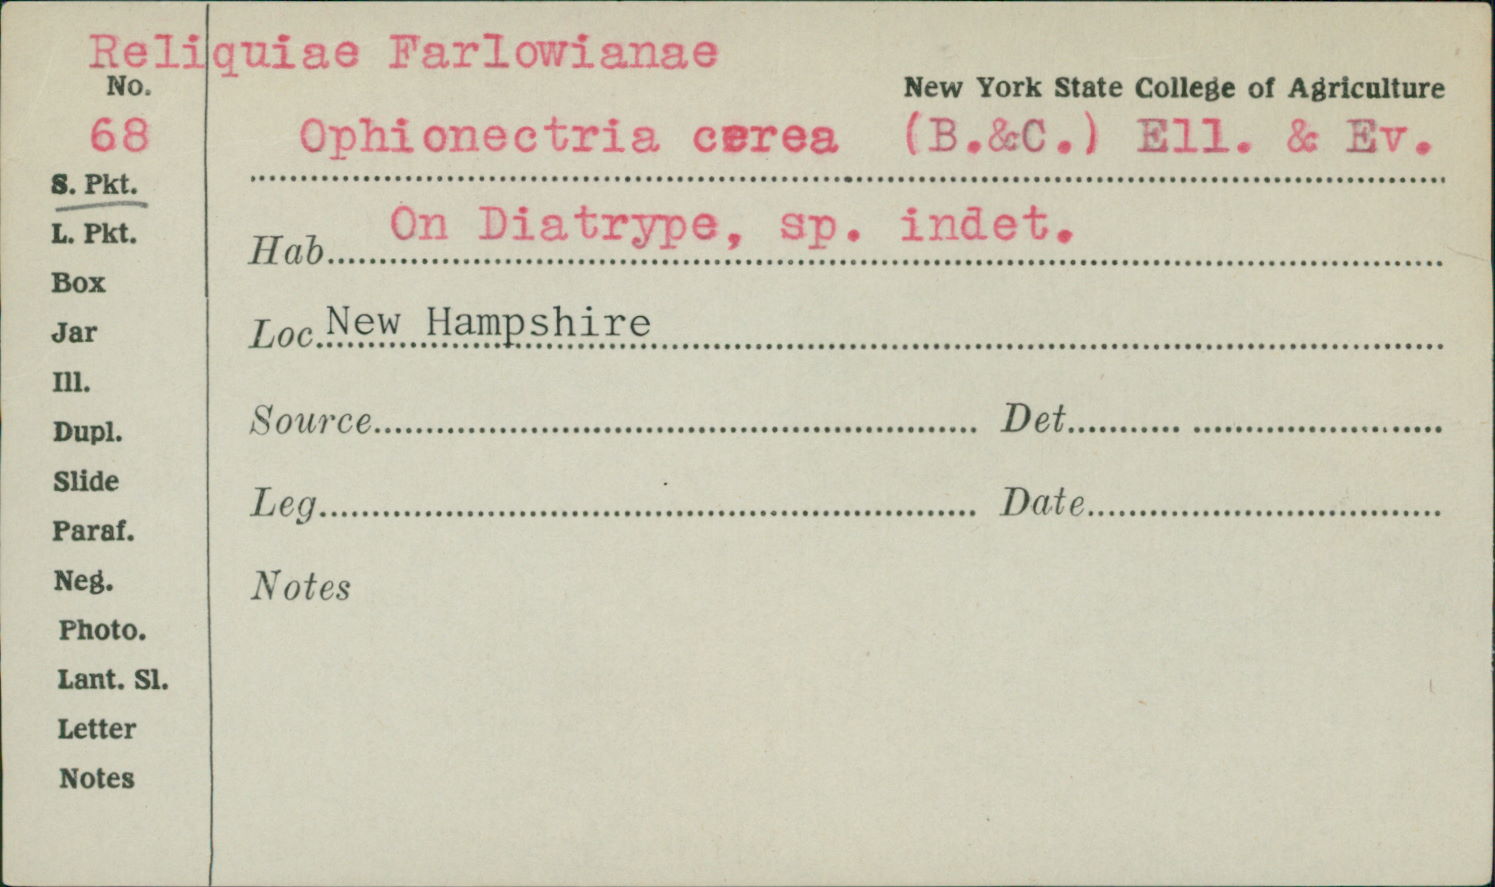 Reliquiae Farlowianae
No.
New York State College of Agriculture
68
Ophionectria cerea (B.&C.) Ell. & Ev.
S. Pkt.
On Diatrype, sp. indet.
L. Pkt.
Hab
Box
Loc. New Hampshire
Jar
Ill.
Source Det
Dupl.
Slide
Leg Date
Paraf.
Neg.
Notes
Photo.
Lant. Sl.
Letter
Notes